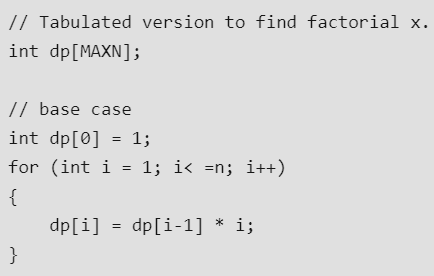 // Tabulated version to find factorial x.
int dp[MAXN];
// base case
int dp[0] = 1;
for (int i = 1; i< =n; i++)
{
    dp[i] = dp[i-1] * i;
}